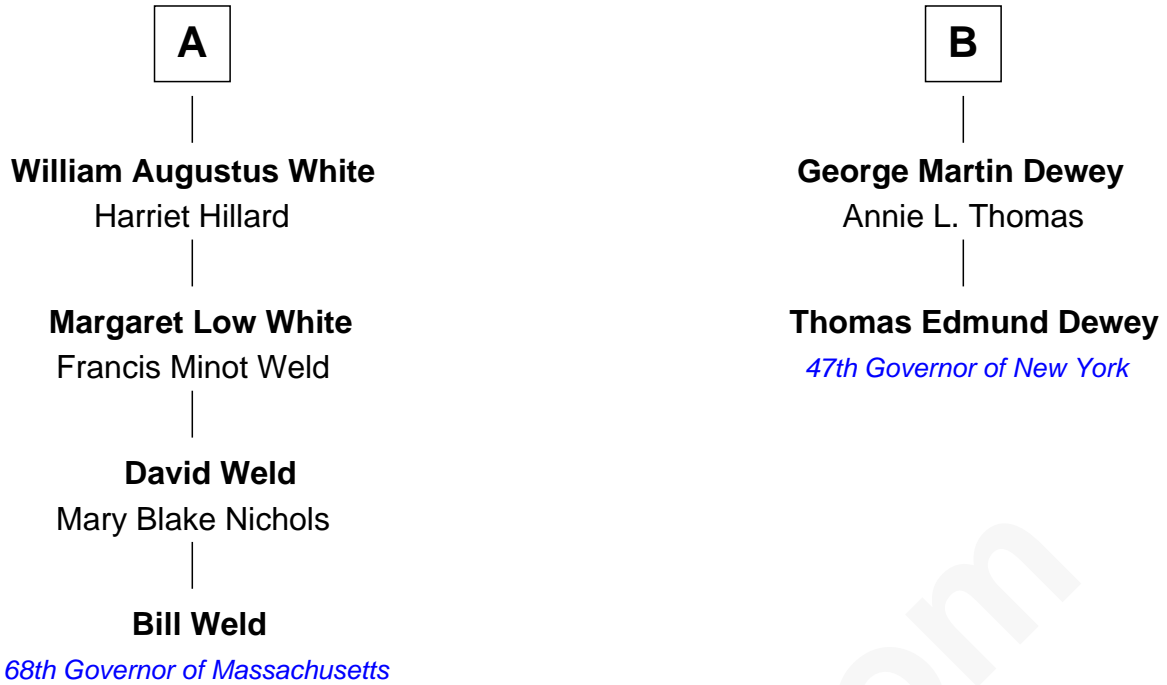 A
William Augustus White
Harriet Hillard
Margaret Low White
Francis Minot Weld
David Weld
Mary Blake Nichols
Bill Weld
68th Governor of Massachusetts
B
George Martin Dewey
Annie L. Thomas
Thomas Edmund Dewey
47th Governor of New York
om